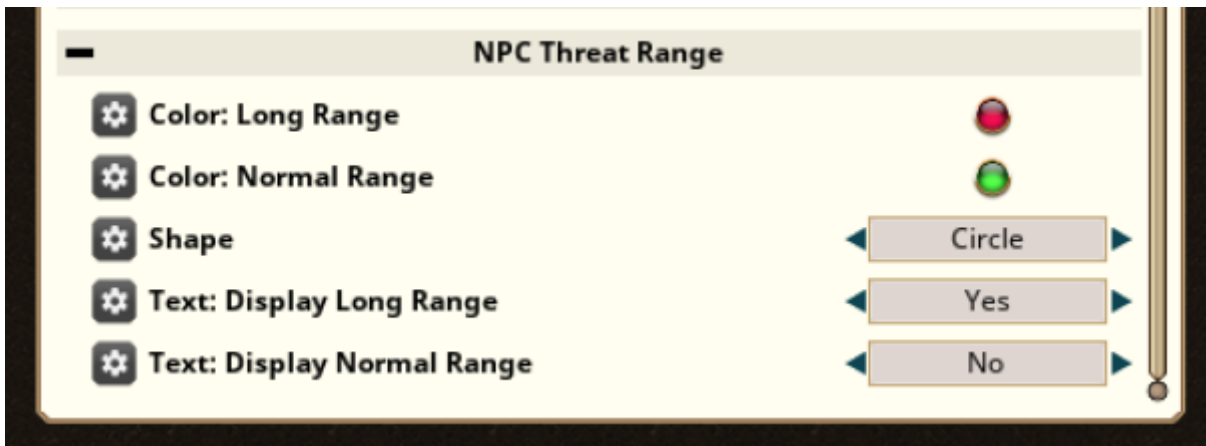 NPC Threat Range
Color: Long Range
Color: Normal Range
Shape Circle
Text: Display Long Range Yes
Text: Display Normal Range No